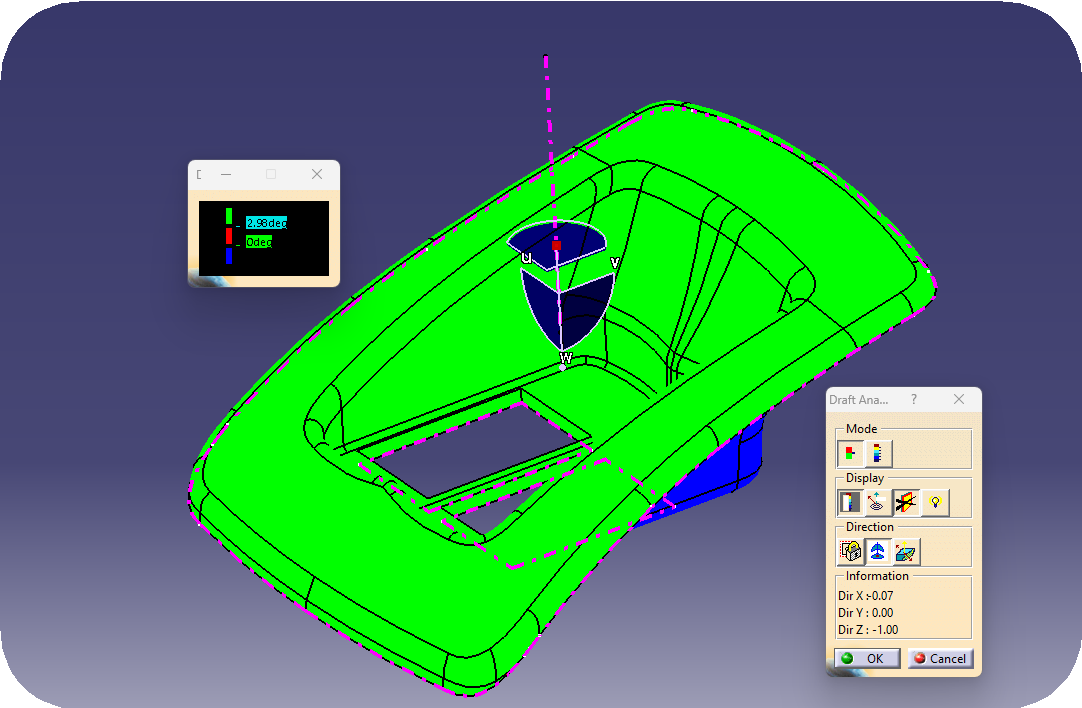 D
2.98deg
0deg
u
v
w
Draft Ana... ?
Mode
Display
Direction
Information
Dir X :-0.07
Dir Y : 0.00
Dir Z : -1.00
OK
Cancel